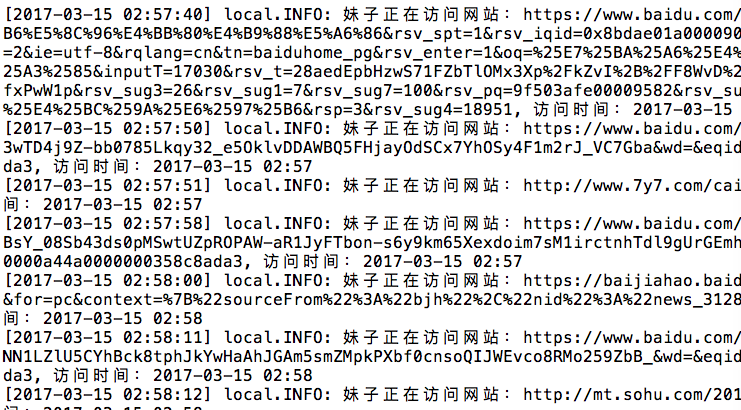 [2017-03-15 02:57:40] local.INFO: 妹子正在访问网站：https://www.baidu.com/
B6%E5%8C%96%E4%BB%80%E4%B9%88%E5%A6%86&rsv_spt=1&rsv_iqid=0x8bdae01a000090
=2&ie=utf-8&rqlang=cn&tn=baiduhome_pg&rsv_enter=1&oq=%25E7%25BA%25A6%25E4%
25A3%2585&inputT=17030&rsv_t=28aedEpbHzwS71FZbTlOMx3Xp%2FkZvI%2B%2FF8WvD%2
fxPwW1p&rsv_sug3=26&rsv_sug1=7&rsv_sug7=100&rsv_pq=9f503afe00009582&rsv_su
%25E4%25BC%259A%25E6%2597%25B6&rsp=3&rsv_sug4=18951, 访问时间：2017-03-15
[2017-03-15 02:57:50] local.INFO: 妹子正在访问网站：http://www.baidu.com/
3wTD4j9Z-bb0785Lkqy32_e5OklvDDAWBQ5FHjayOdSCx7YhOSy4F1m2rJ_VC7Gba&wd=&eqid
da3, 访问时间：2017-03-15 02:57
[2017-03-15 02:57:51] local.INFO: 妹子正在访问网站：http://www.7y7.com/cai
间：2017-03-15 02:57
[2017-03-15 02:57:58] local.INFO: 妹子正在访问网站：http://www.baidu.com/
BsY_08Sb43ds0pMSwtUZpROPAW-aR1JyFTbon-s6y9km65Xexdoim7sM1irctnhTdl9gUrGEmh
0000a44a0000000358c8ada3, 访问时间：2017-03-15 02:57
[2017-03-15 02:58:00] local.INFO: 妹子正在访问网站：https://baijiahao.baid
&for=pc&context=%7B%22sourceFrom%22%3A%22bjh%22%2C%22nid%22%3A%22news_3128
间：2017-03-15 02:58
[2017-03-15 02:58:11] local.INFO: 妹子正在访问网站：https://www.baidu.com/
NN1LZlU5CYhBck8tphJkYwHaAhJGAm5smZMpkPXbf0cnsoQIJWEvco8RMo259ZbB_&wd=&eqid
da3, 访问时间：2017-03-15 02:58
[2017-03-15 02:58:12] local.INFO: 妹子正在访问网站：http://mt.sohu.com/201